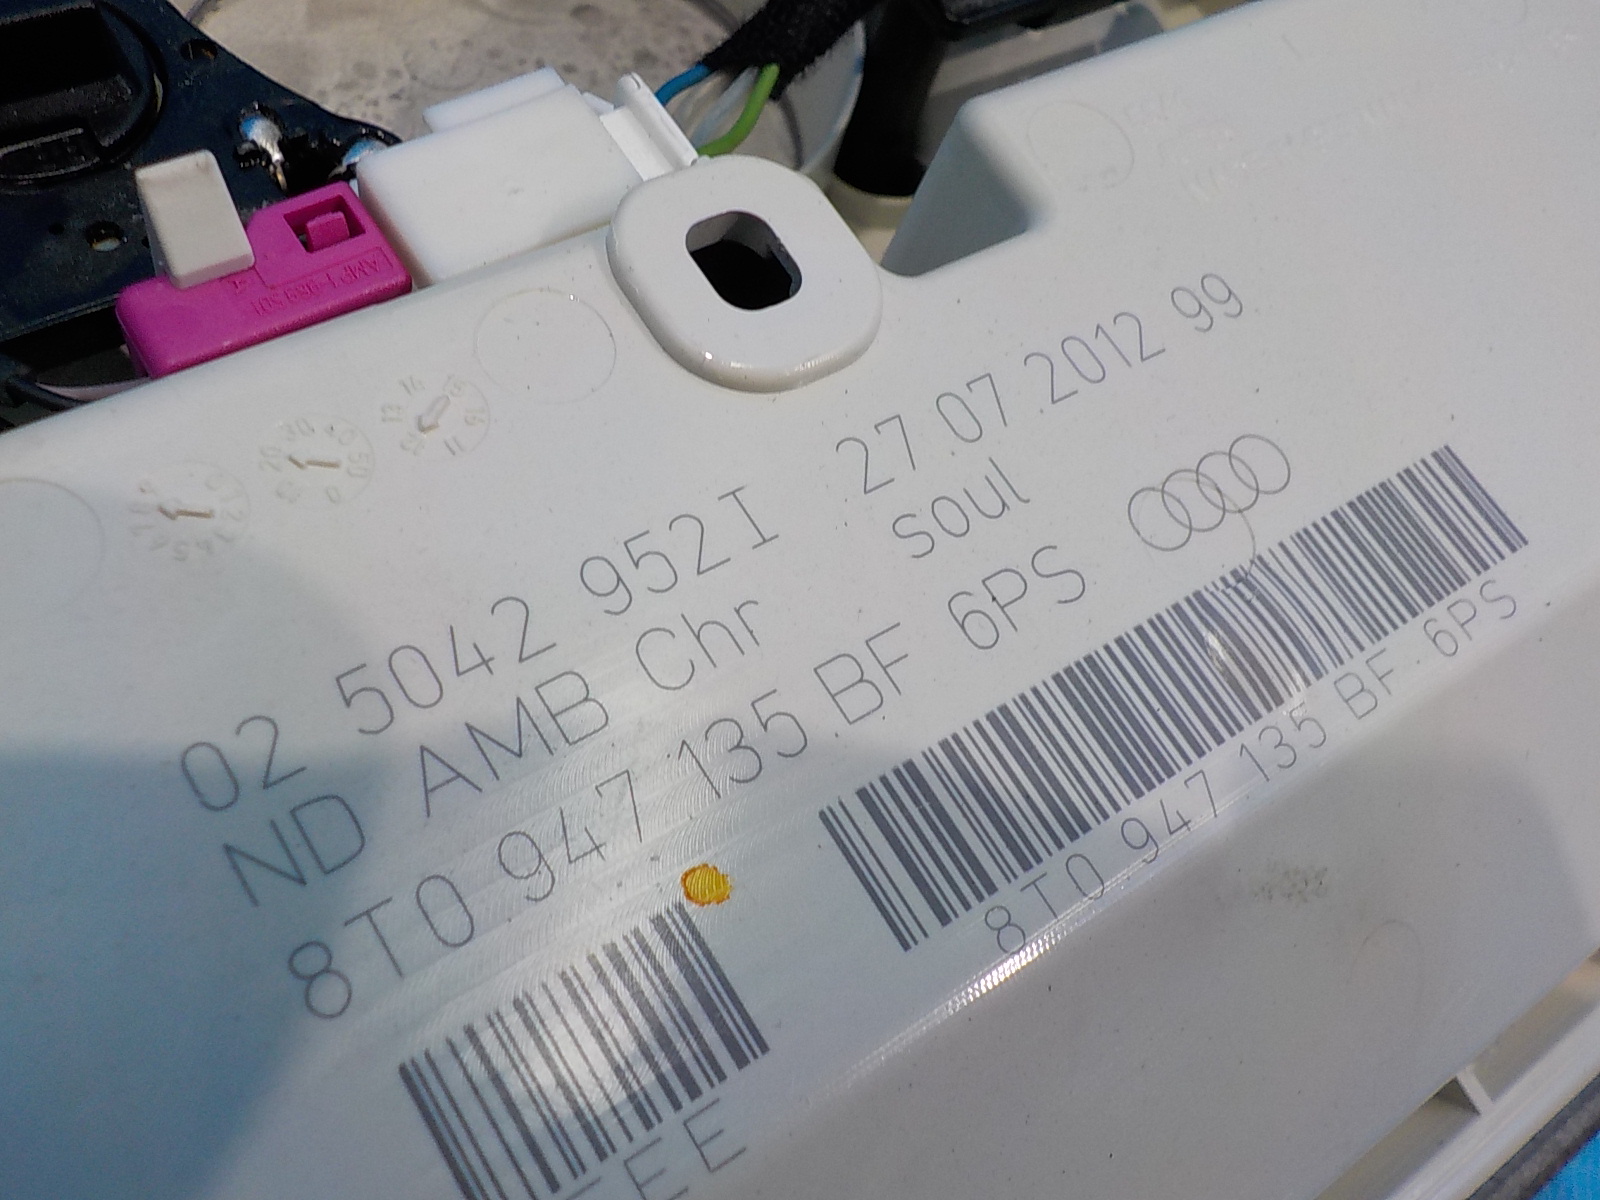 02 5042 952I 27.07.2012 99
ND AMB Chr soul
8T0.947.135.BF 6PS
8T0.947.135.BF.6PS
EE